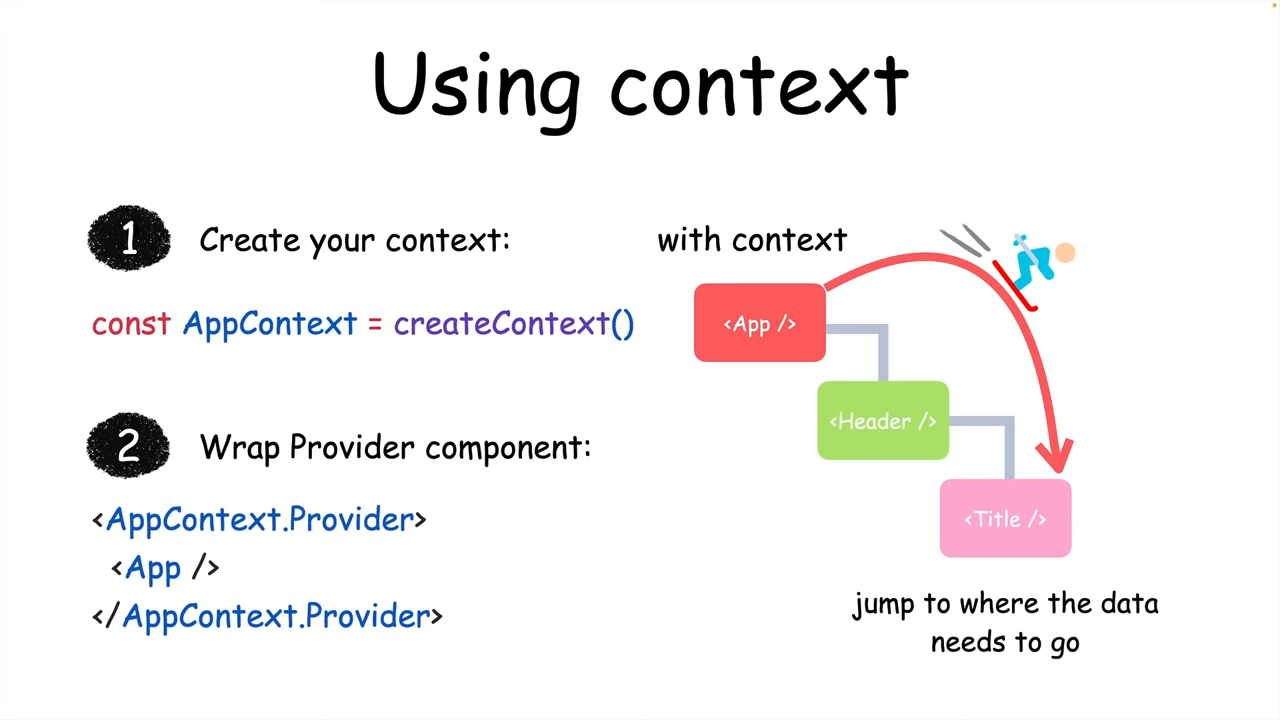 Using context
1 Create your context:
const AppContext = createContext()
2 Wrap Provider component:
<AppContext.Provider>
<App />
</AppContext.Provider>
with context
<App />
<Header />
<Title />
jump to where the data
needs to go